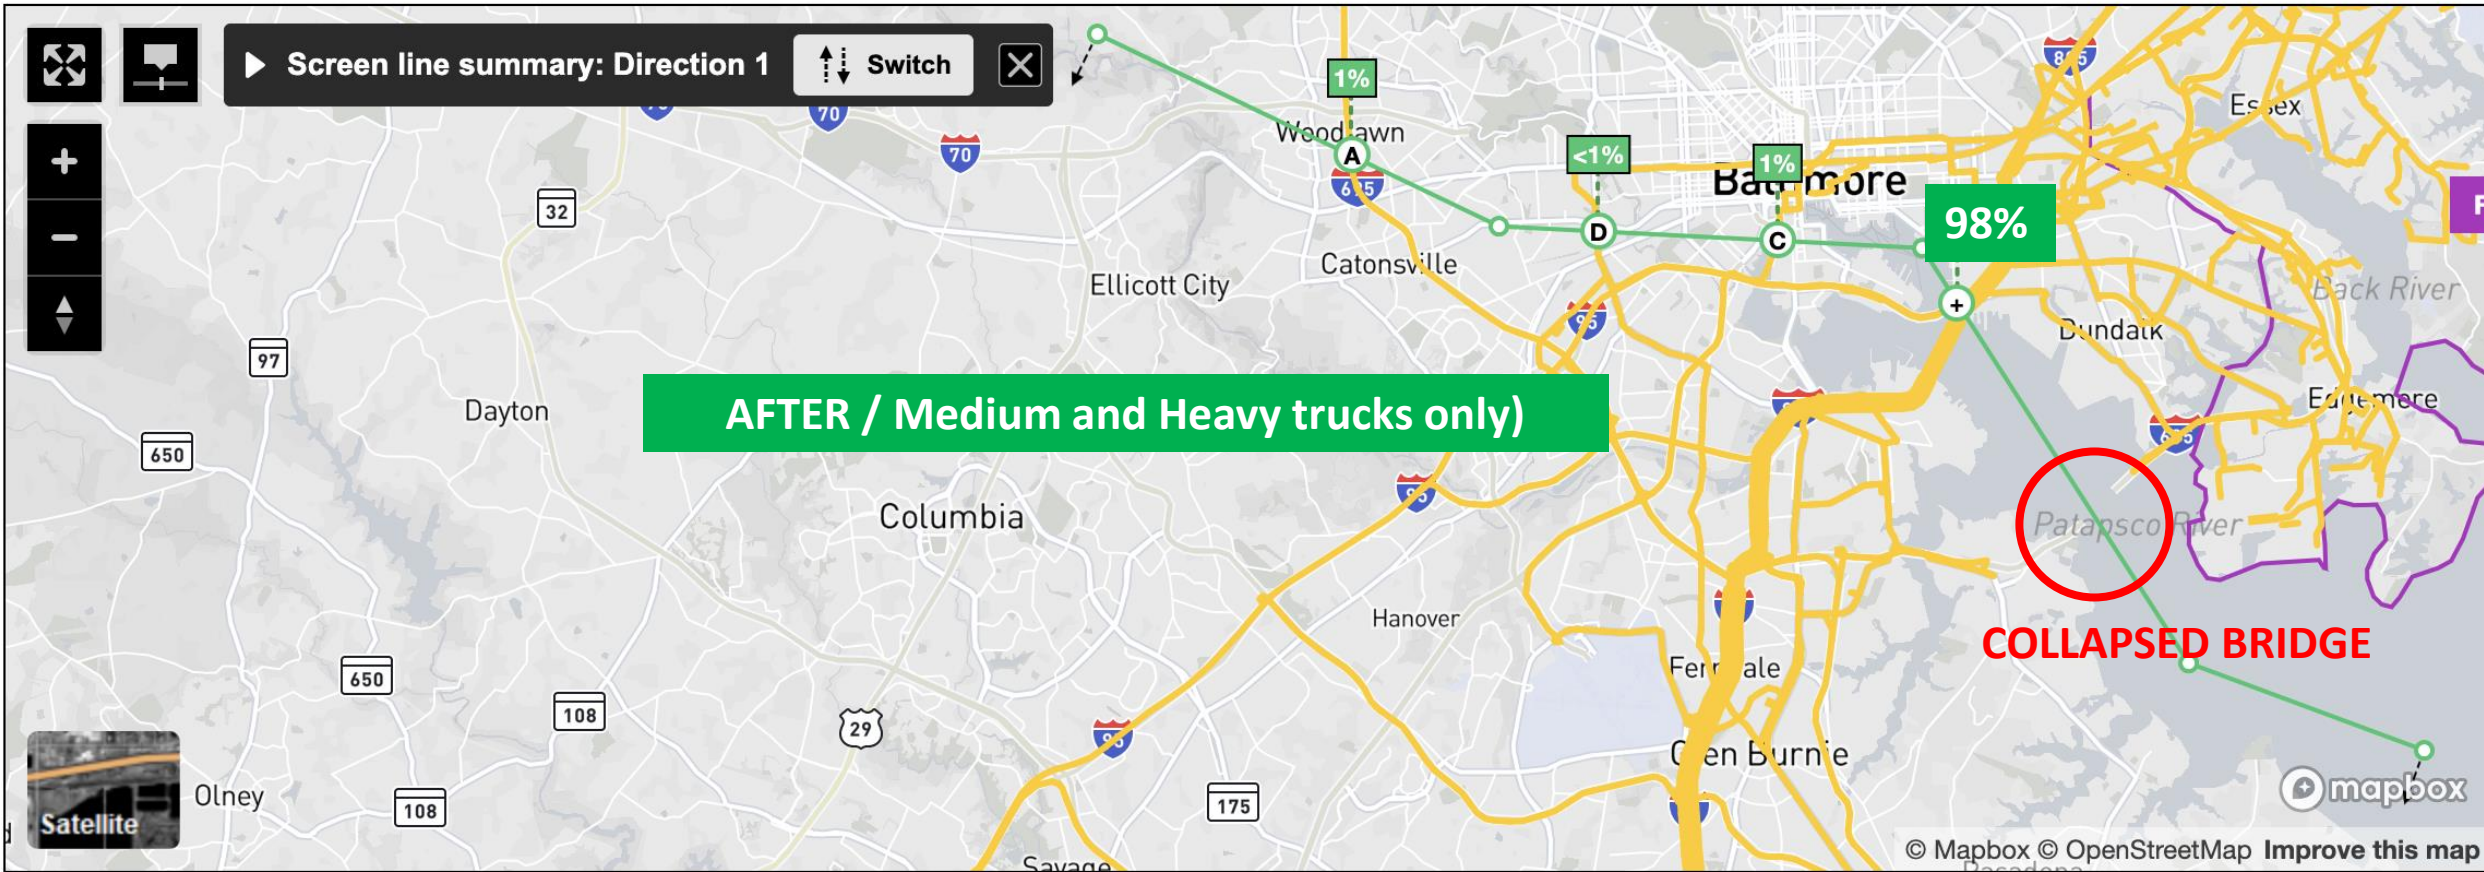 Screen line summary: Direction 1
Switch
1%
895
Essex
70
70
Woodlawn
A
<1%
1%
Baltimore
695
32
98%
D
C
Catonsville
Ellicott City
Back River
+
95
Dundalk
97
Dayton
AFTER / Medium and Heavy trucks only)
Edgemere
650
695
95
Columbia
Patapsco River
Hanover
COLLAPSED BRIDGE
650
Ferndale
108
29
95
Glen Burnie
Olney
108
175
mapbox
Satellite
© Mapbox © OpenStreetMap Improve this map
Savage
Pasadena